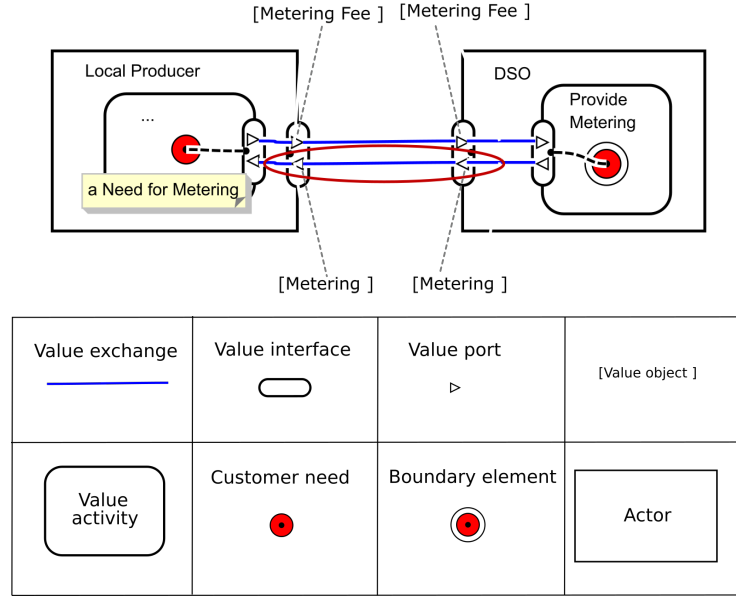 [Metering Fee ] [Metering Fee ]
Local Producer
DSO
...
Provide
Metering
a Need for Metering
[Metering ] [Metering ]
Value exchange
Value interface
Value port
[Value object ]
Value
activity
Customer need
Boundary element
Actor